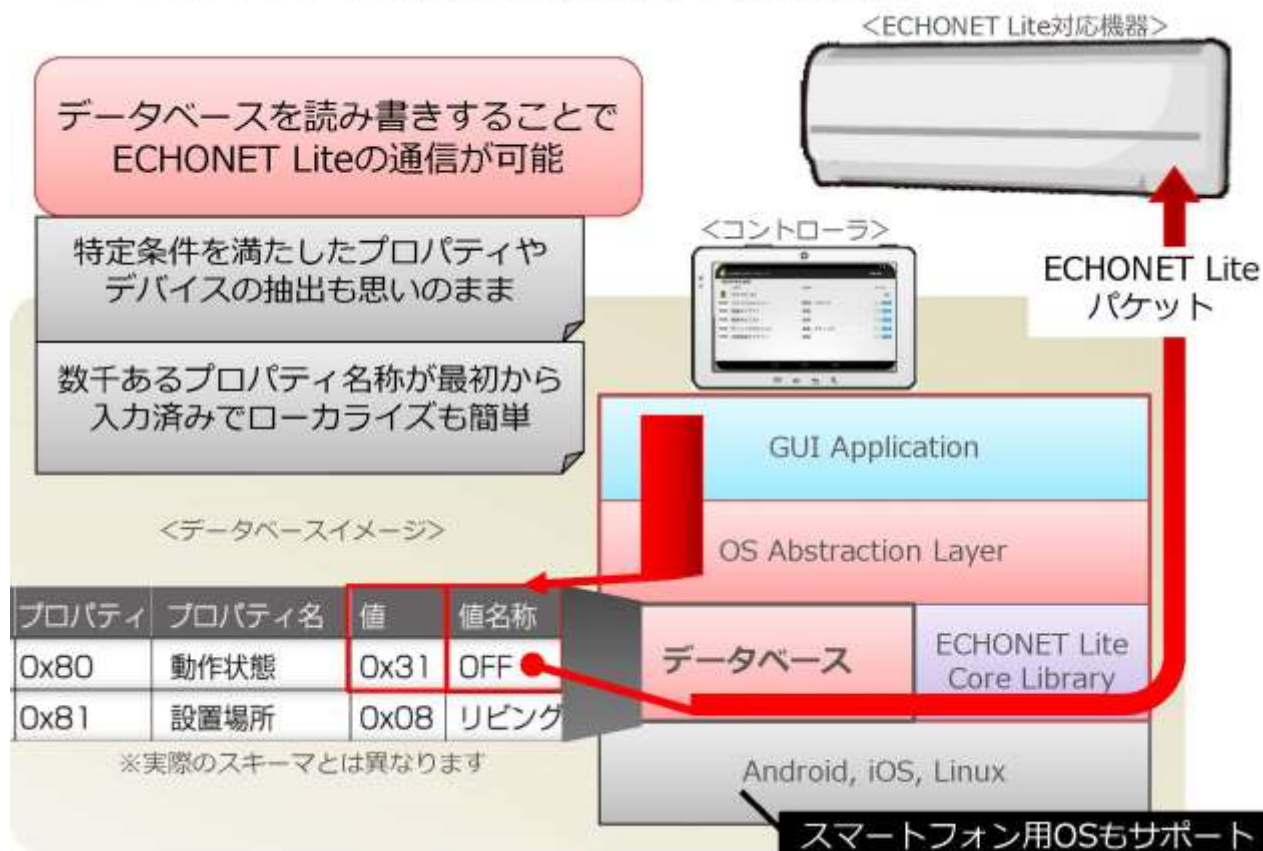 <ECHONET Lite対応機器>
データベースを読み書きすることで
ECHONET Liteの通信が可能
特定条件を満たしたプロパティや
デバイスの抽出も思いのまま
数千あるプロパティ名称が最初から
入力済みでローカライズも簡単
<コントローラ>
ECHONET Lite
パケット
GUI Application
OS Abstraction Layer
<データベースイメージ>
プロパティ プロパティ名 値 値名称
0x80 動作状態 0x31 OFF
0x81 設置場所 0x08 リビング
※実際のスキーマとは異なります
データベース
ECHONET Lite
Core Library
Android, iOS, Linux
スマートフォン用OSもサポート